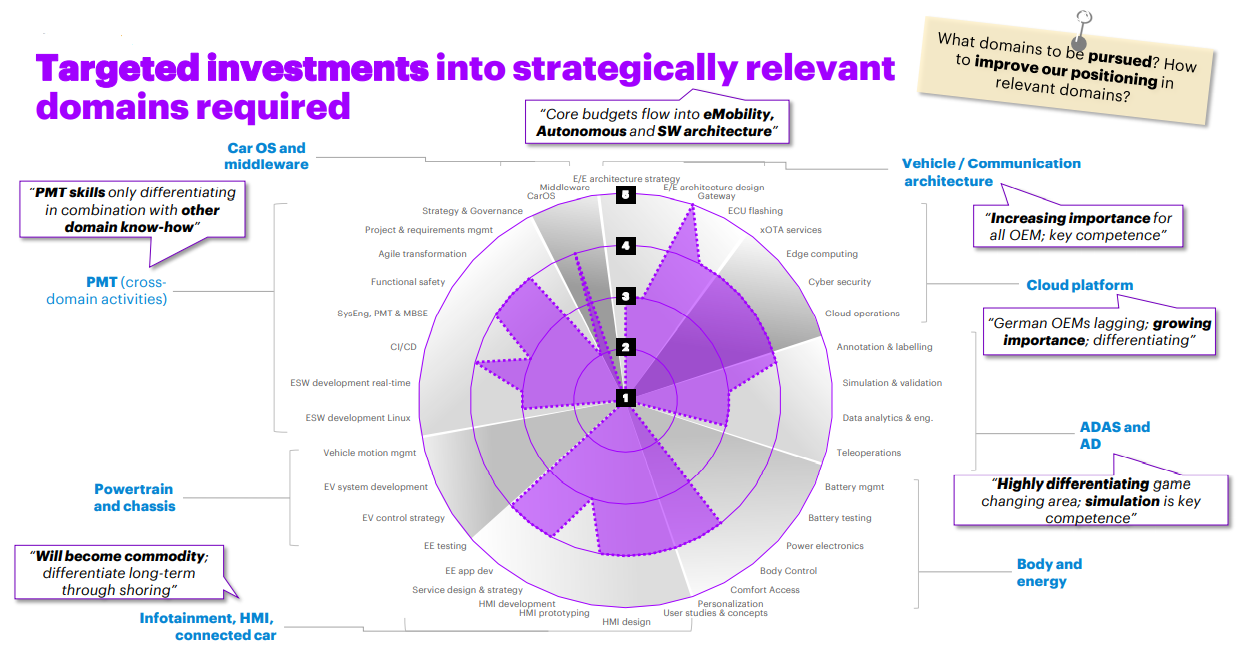 Targeted investments into strategically relevant
domains required
What domains to be pursued? How
to improve our positioning in
relevant domains?
“Core budgets flow into eMobility,
Autonomous and SW architecture”
Car OS and
middleware
Vehicle / Communication
architecture
“PMT skills only differentiating
in combination with other
domain know-how”
“Increasing importance for
all OEM; key competence”
PMT (cross-
domain activities)
Cloud platform
“German OEMs lagging; growing
importance; differentiating”
ADAS and
AD
“Highly differentiating game
changing area; simulation is key
competence”
Powertrain
and chassis
“Will become commodity;
differentiate long-term
through shoring”
Body and
energy
Infotainment, HMI,
connected car
E/E architecture strategy
E/E architecture design
Gateway
ECU flashing
xOTA services
Edge computing
Cyber security
Cloud operations
Annotation & labelling
Simulation & validation
Data analytics & eng.
Teleoperations
Battery mgmt
Battery testing
Power electronics
Body Control
Comfort Access
Personalization
User studies & concepts
HMI design
HMI prototyping
HMI development
Service design & strategy
EE app dev
EE testing
EV control strategy
EV system development
Vehicle motion mgmt
ESW development Linux
ESW development real-time
CI/CD
SysEng, PMT & MBSE
Functional safety
Agile transformation
Project & requirements mgmt
Strategy & Governance
CarOS
Middleware
5
4
3
2
1